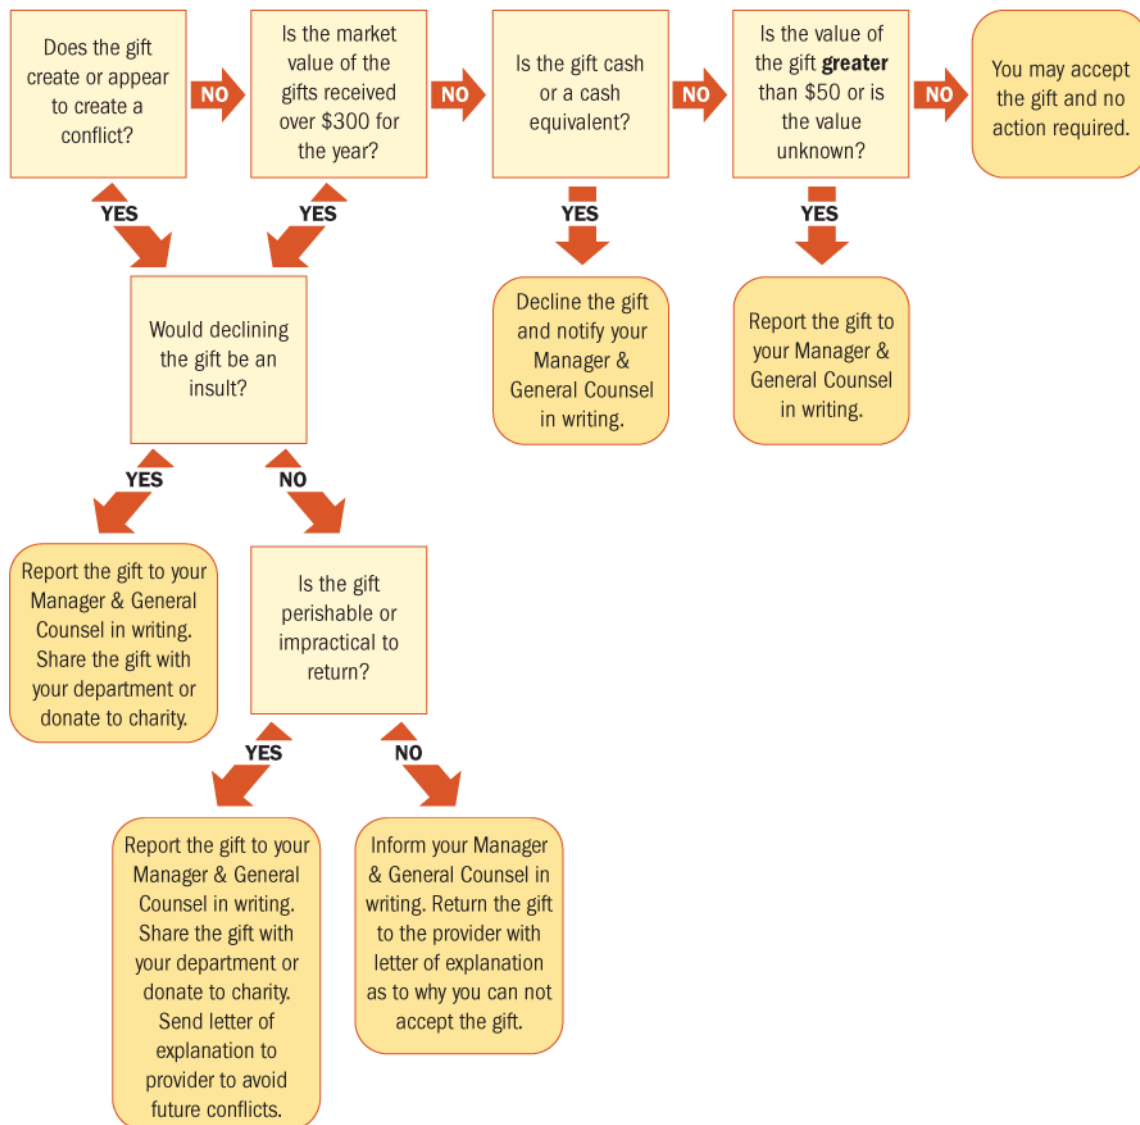 Does the gift
create or appear
to create a
conflict?
NO
Is the market
value of the
gifts received
over $300 for
the year?
NO
Is the gift cash
or a cash
equivalent?
NO
Is the value of
the gift greater
than $50 or is
the value
unknown?
NO
You may accept
the gift and no
action required.
YES
YES
YES
YES
Would declining
the gift be an
insult?
Decline the gift
and notify your
Manager &
General Counsel
in writing.
Report the gift to
your Manager &
General Counsel
in writing.
YES
NO
Report the gift to your
Manager & General
Counsel in writing.
Share the gift with
your department or
donate to charity.
Is the gift
perishable or
impractical to
return?
YES
NO
Report the gift to your
Manager & General
Counsel in writing.
Share the gift with
your department or
donate to charity.
Send letter of
explanation to
provider to avoid
future conflicts.
Inform your Manager
& General Counsel in
writing. Return the gift
to the provider with
letter of explanation
as to why you can not
accept the gift.